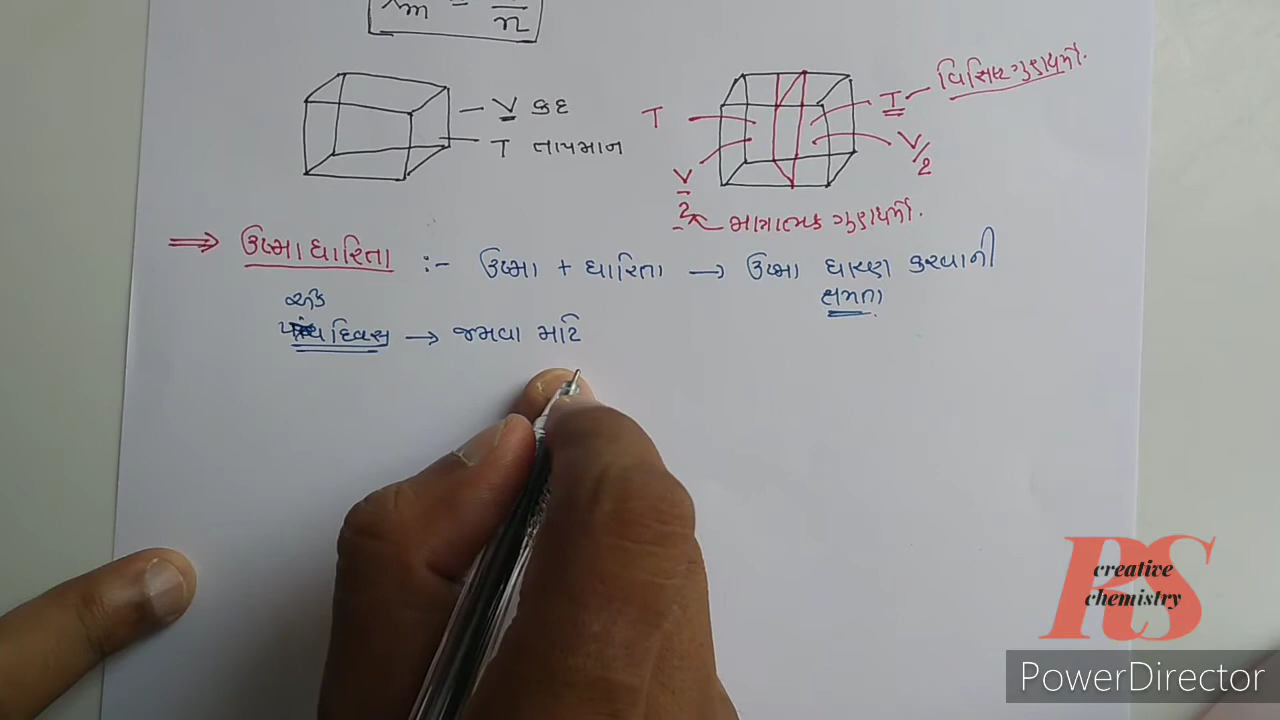 n
V કદ
T તાપમાન
T
V/2
T વિશિષ્ટ ગુણધર્મો.
V/2
માત્રાત્મક ગુણધર્મો.
⇒ ઉષ્માધારિતા :- ઉષ્મા + ધારિતા → ઉષ્મા ધારણ કરવાની
ક્ષમતા
એક
દિવસ → જમવા માટે
RS
creative
chemistry
PowerDirector